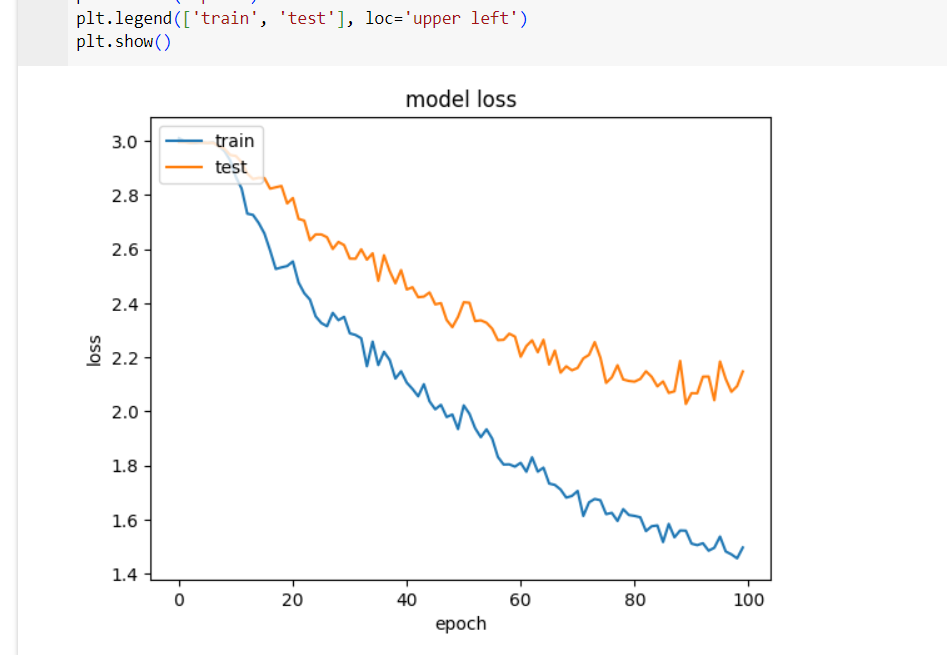 plt.legend(['train', 'test'], loc='upper left')
plt.show()
model loss
train
test
3.0
2.8
2.6
2.4
2.2
2.0
1.8
1.6
1.4
loss
0 20 40 60 80 100
epoch